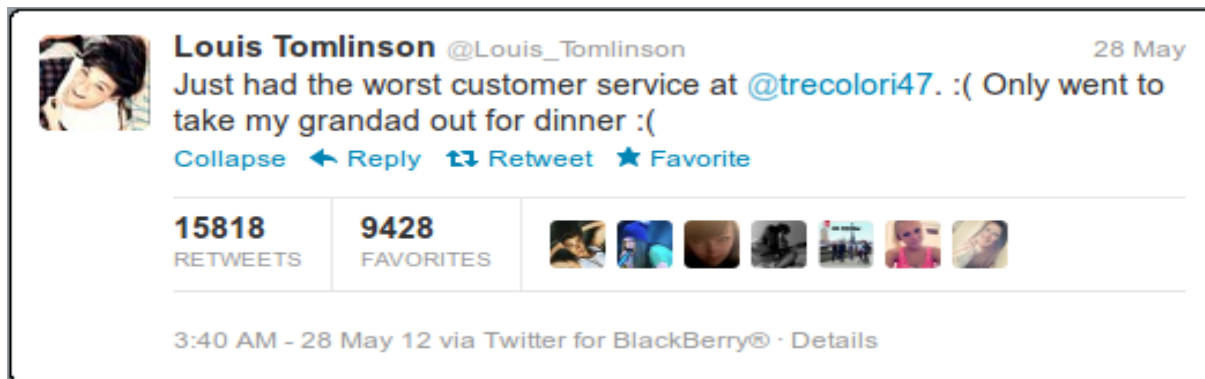 Louis Tomlinson @Louis_Tomlinson 28 May
Just had the worst customer service at @trecolori47. :( Only went to
take my grandad out for dinner :(
Collapse Reply Retweet Favorite
15818 9428
RETWEETS FAVORITES
3:40 AM - 28 May 12 via Twitter for BlackBerry® · Details